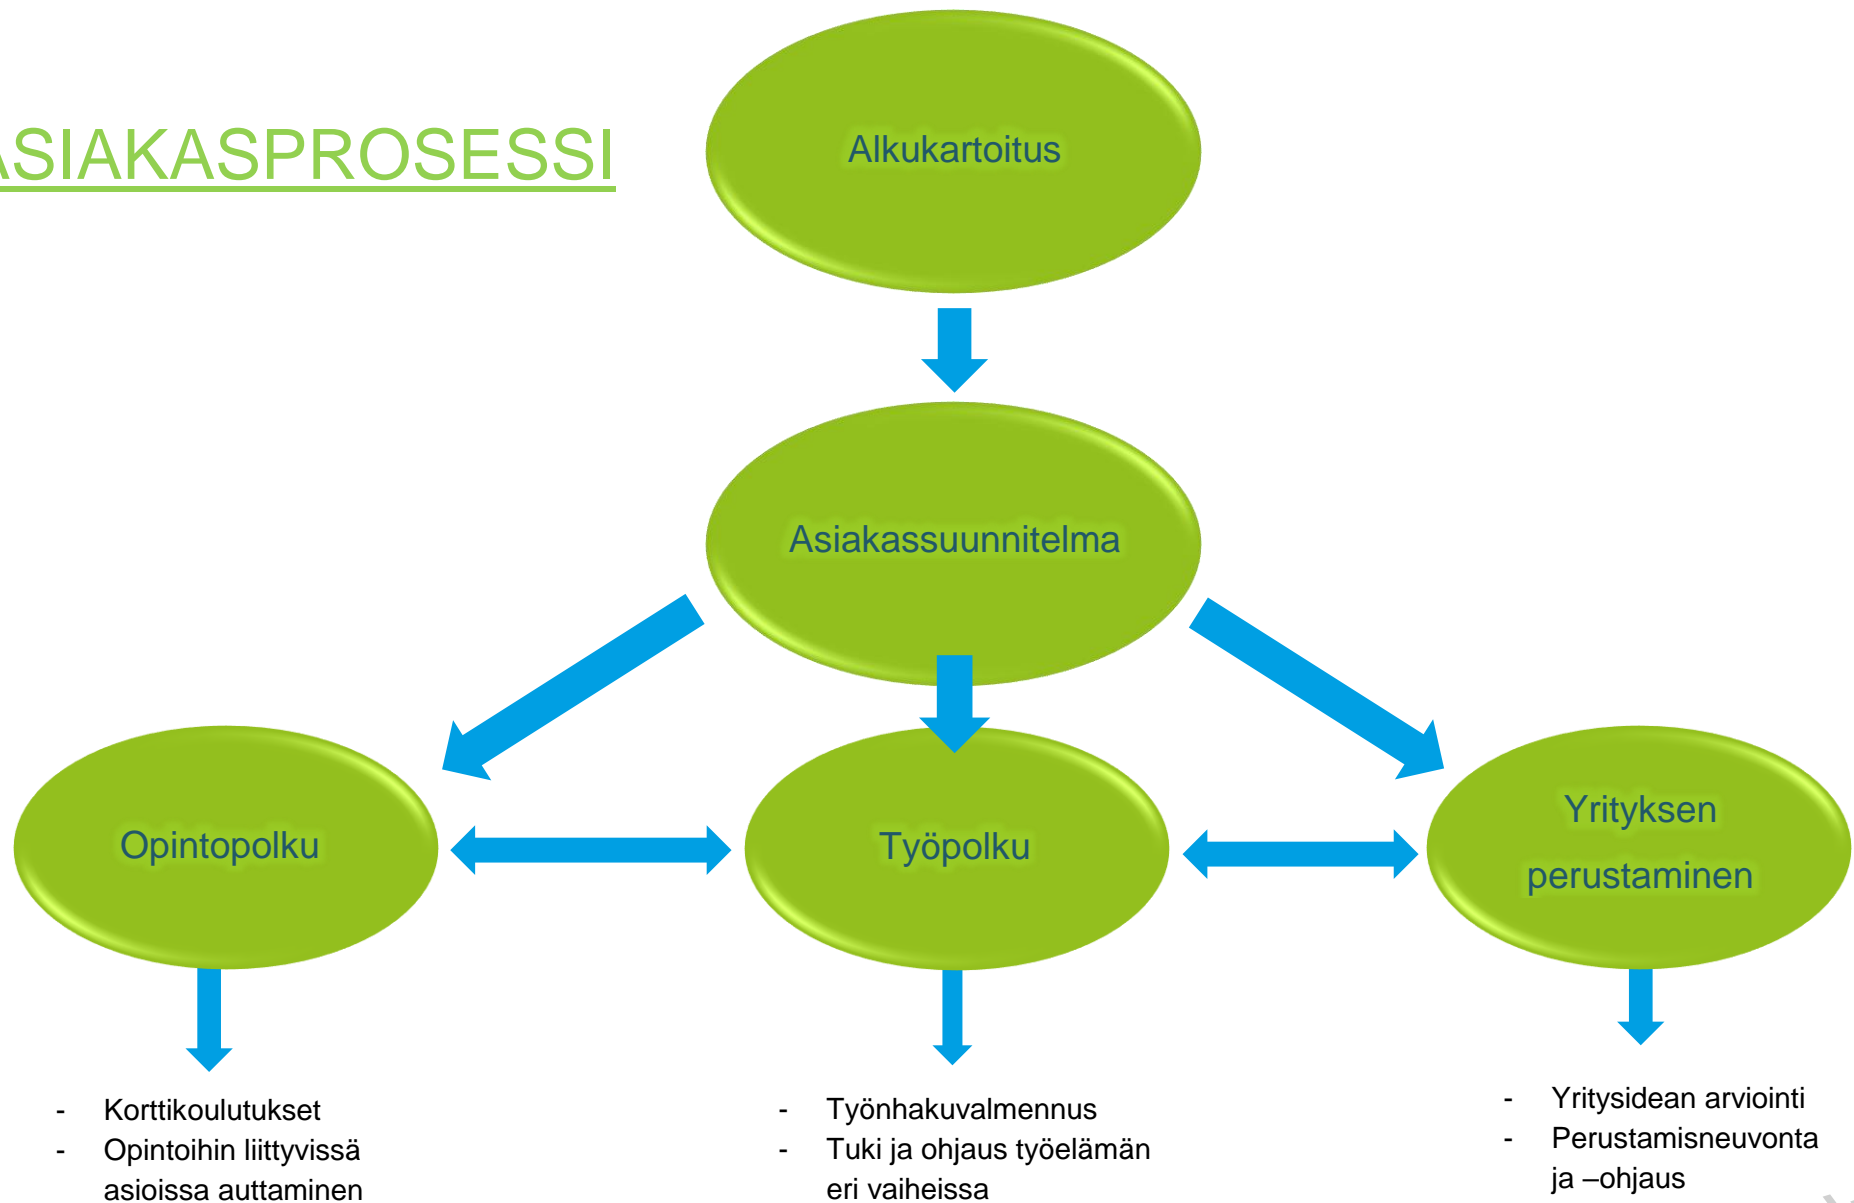 ASIAKASPROSESSI
Alkukartoitus
Asiakassuunnitelma
Opintopolku
Työpolku
Yrityksen
perustaminen
- Korttikoulutukset
- Opintoihin liittyvissä
asioissa auttaminen
- Työnhakuvalmennus
- Tuki ja ohjaus työelämän
eri vaiheissa
- Yritysidean arviointi
- Perustamisneuvonta
ja –ohjaus